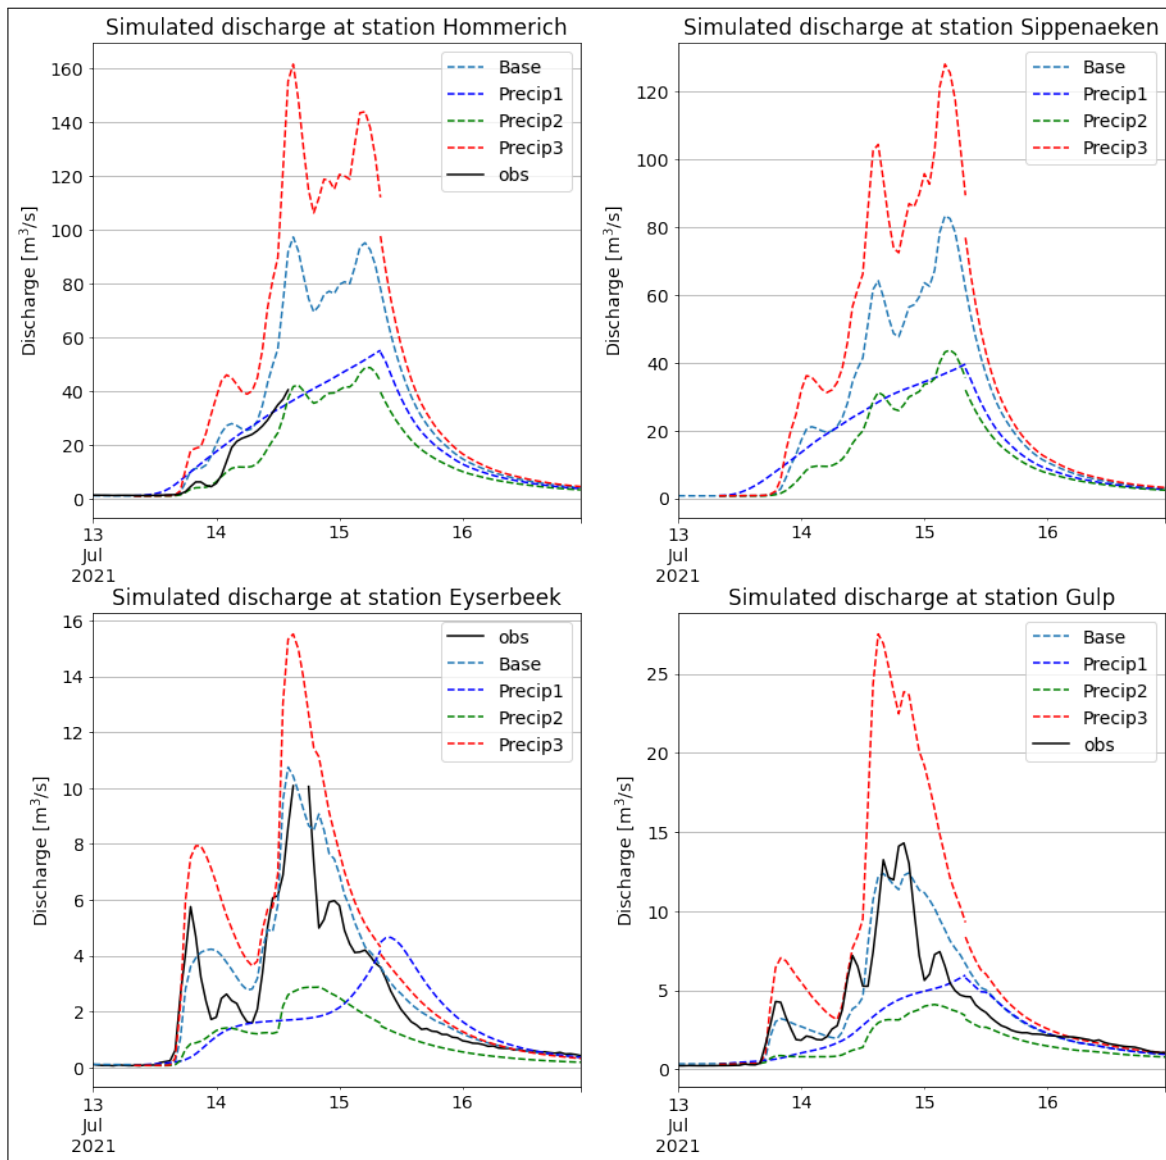 Simulated discharge at station Hommerich
Discharge [m³/s]
160
140
120
100
80
60
40
20
0
Base
Precip1
Precip2
Precip3
obs
13
Jul
2021
14
15
16
Simulated discharge at station Sippenaeken
Discharge [m³/s]
120
100
80
60
40
20
0
Base
Precip1
Precip2
Precip3
13
Jul
2021
14
15
16
Simulated discharge at station Eyserbeek
Discharge [m³/s]
16
14
12
10
8
6
4
2
0
obs
Base
Precip1
Precip2
Precip3
13
Jul
2021
14
15
16
Simulated discharge at station Gulp
Discharge [m³/s]
25
20
15
10
5
0
Base
Precip1
Precip2
Precip3
obs
13
Jul
2021
14
15
16